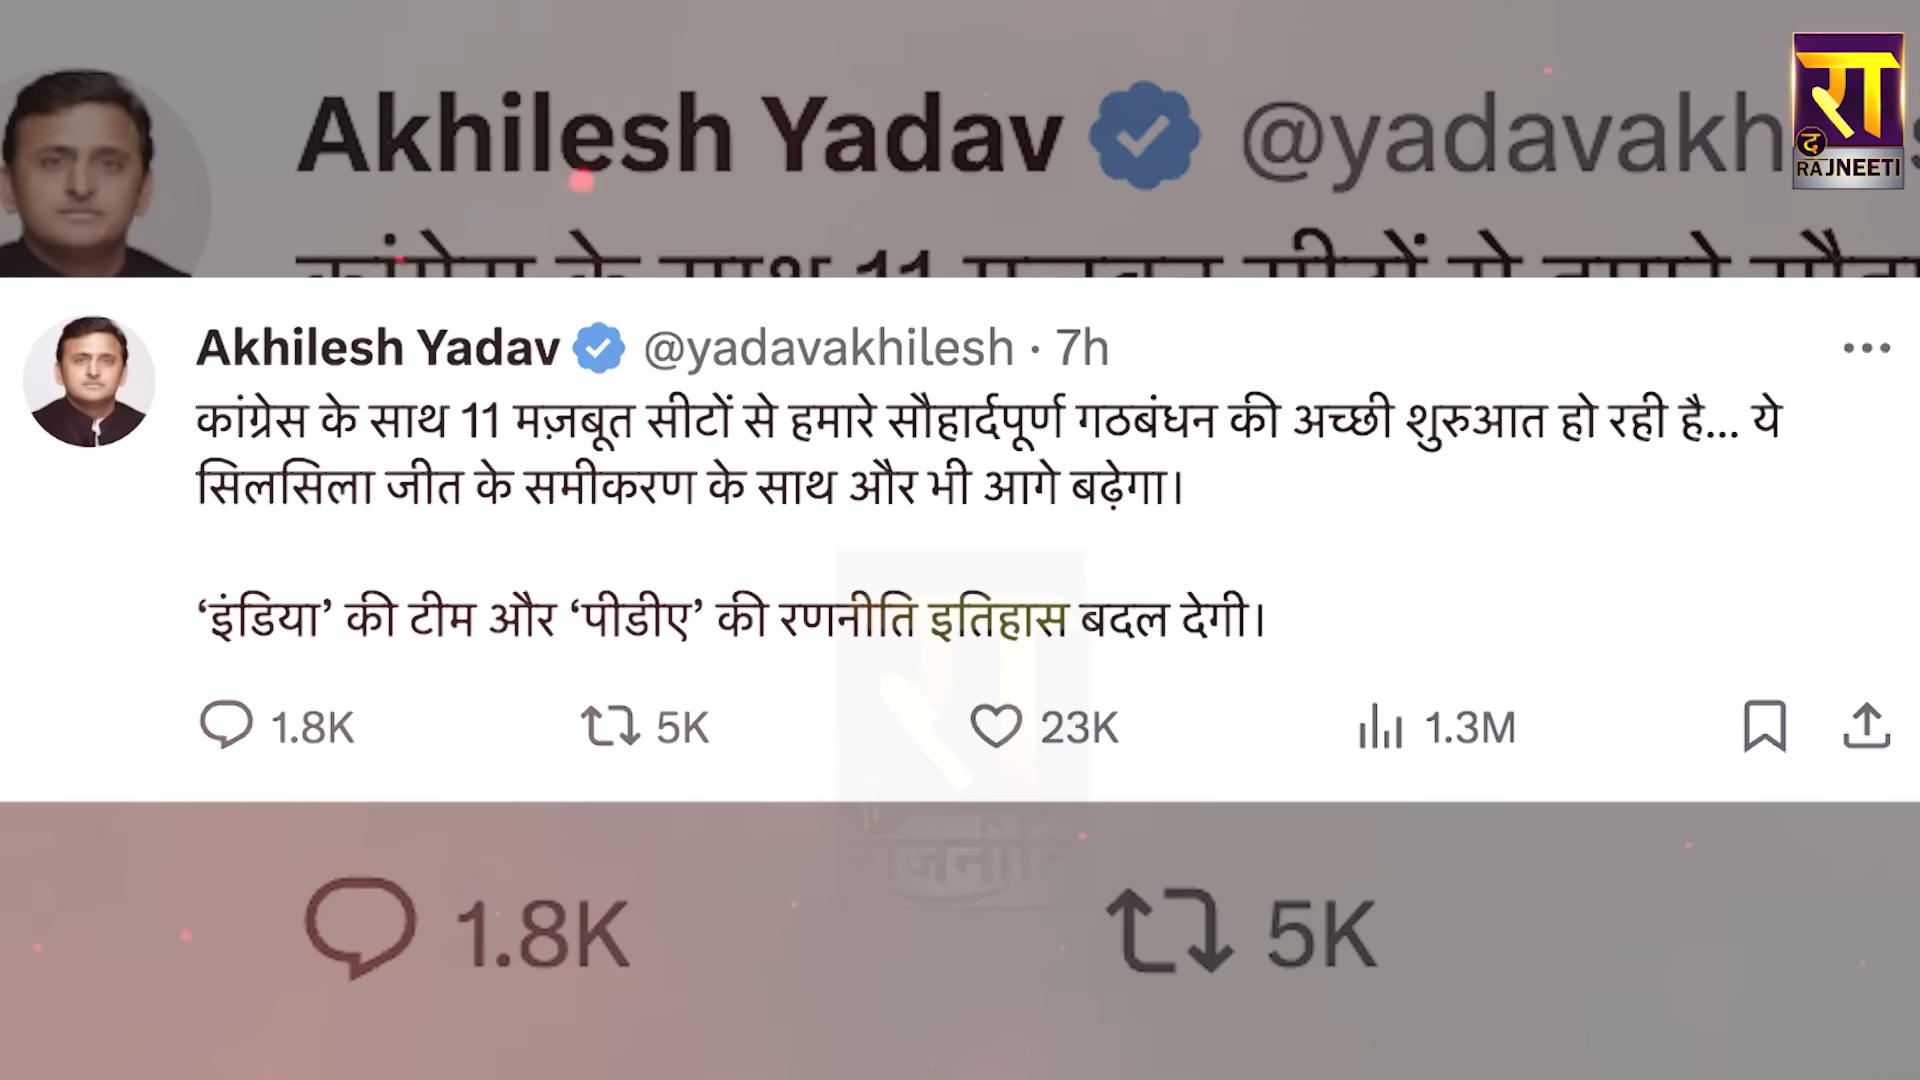 Akhilesh Yadav @yadavakh
रा
द
RAJNEETI
Akhilesh Yadav @yadavakhilesh · 7h
कांग्रेस के साथ 11 मज़बूत सीटों से हमारे सौहार्दपूर्ण गठबंधन की अच्छी शुरुआत हो रही है... ये
सिलसिला जीत के समीकरण के साथ और भी आगे बढ़ेगा।
‘इंडिया’ की टीम और ‘पीडीए’ की रणनीति इतिहास बदल देगी।
1.8K 5K 23K 1.3M
रा
राजनीति
1.8K 5K